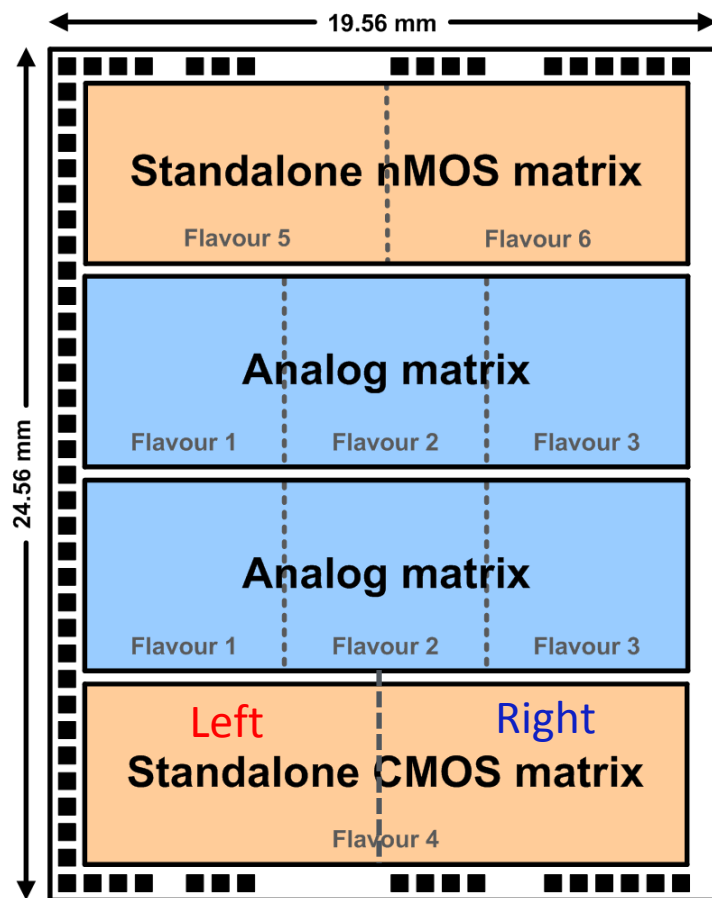 19.56 mm
24.56 mm
Standalone nMOS matrix
Flavour 5 Flavour 6
Analog matrix
Flavour 1 Flavour 2 Flavour 3
Analog matrix
Flavour 1 Flavour 2 Flavour 3
Left Right
Standalone CMOS matrix
Flavour 4